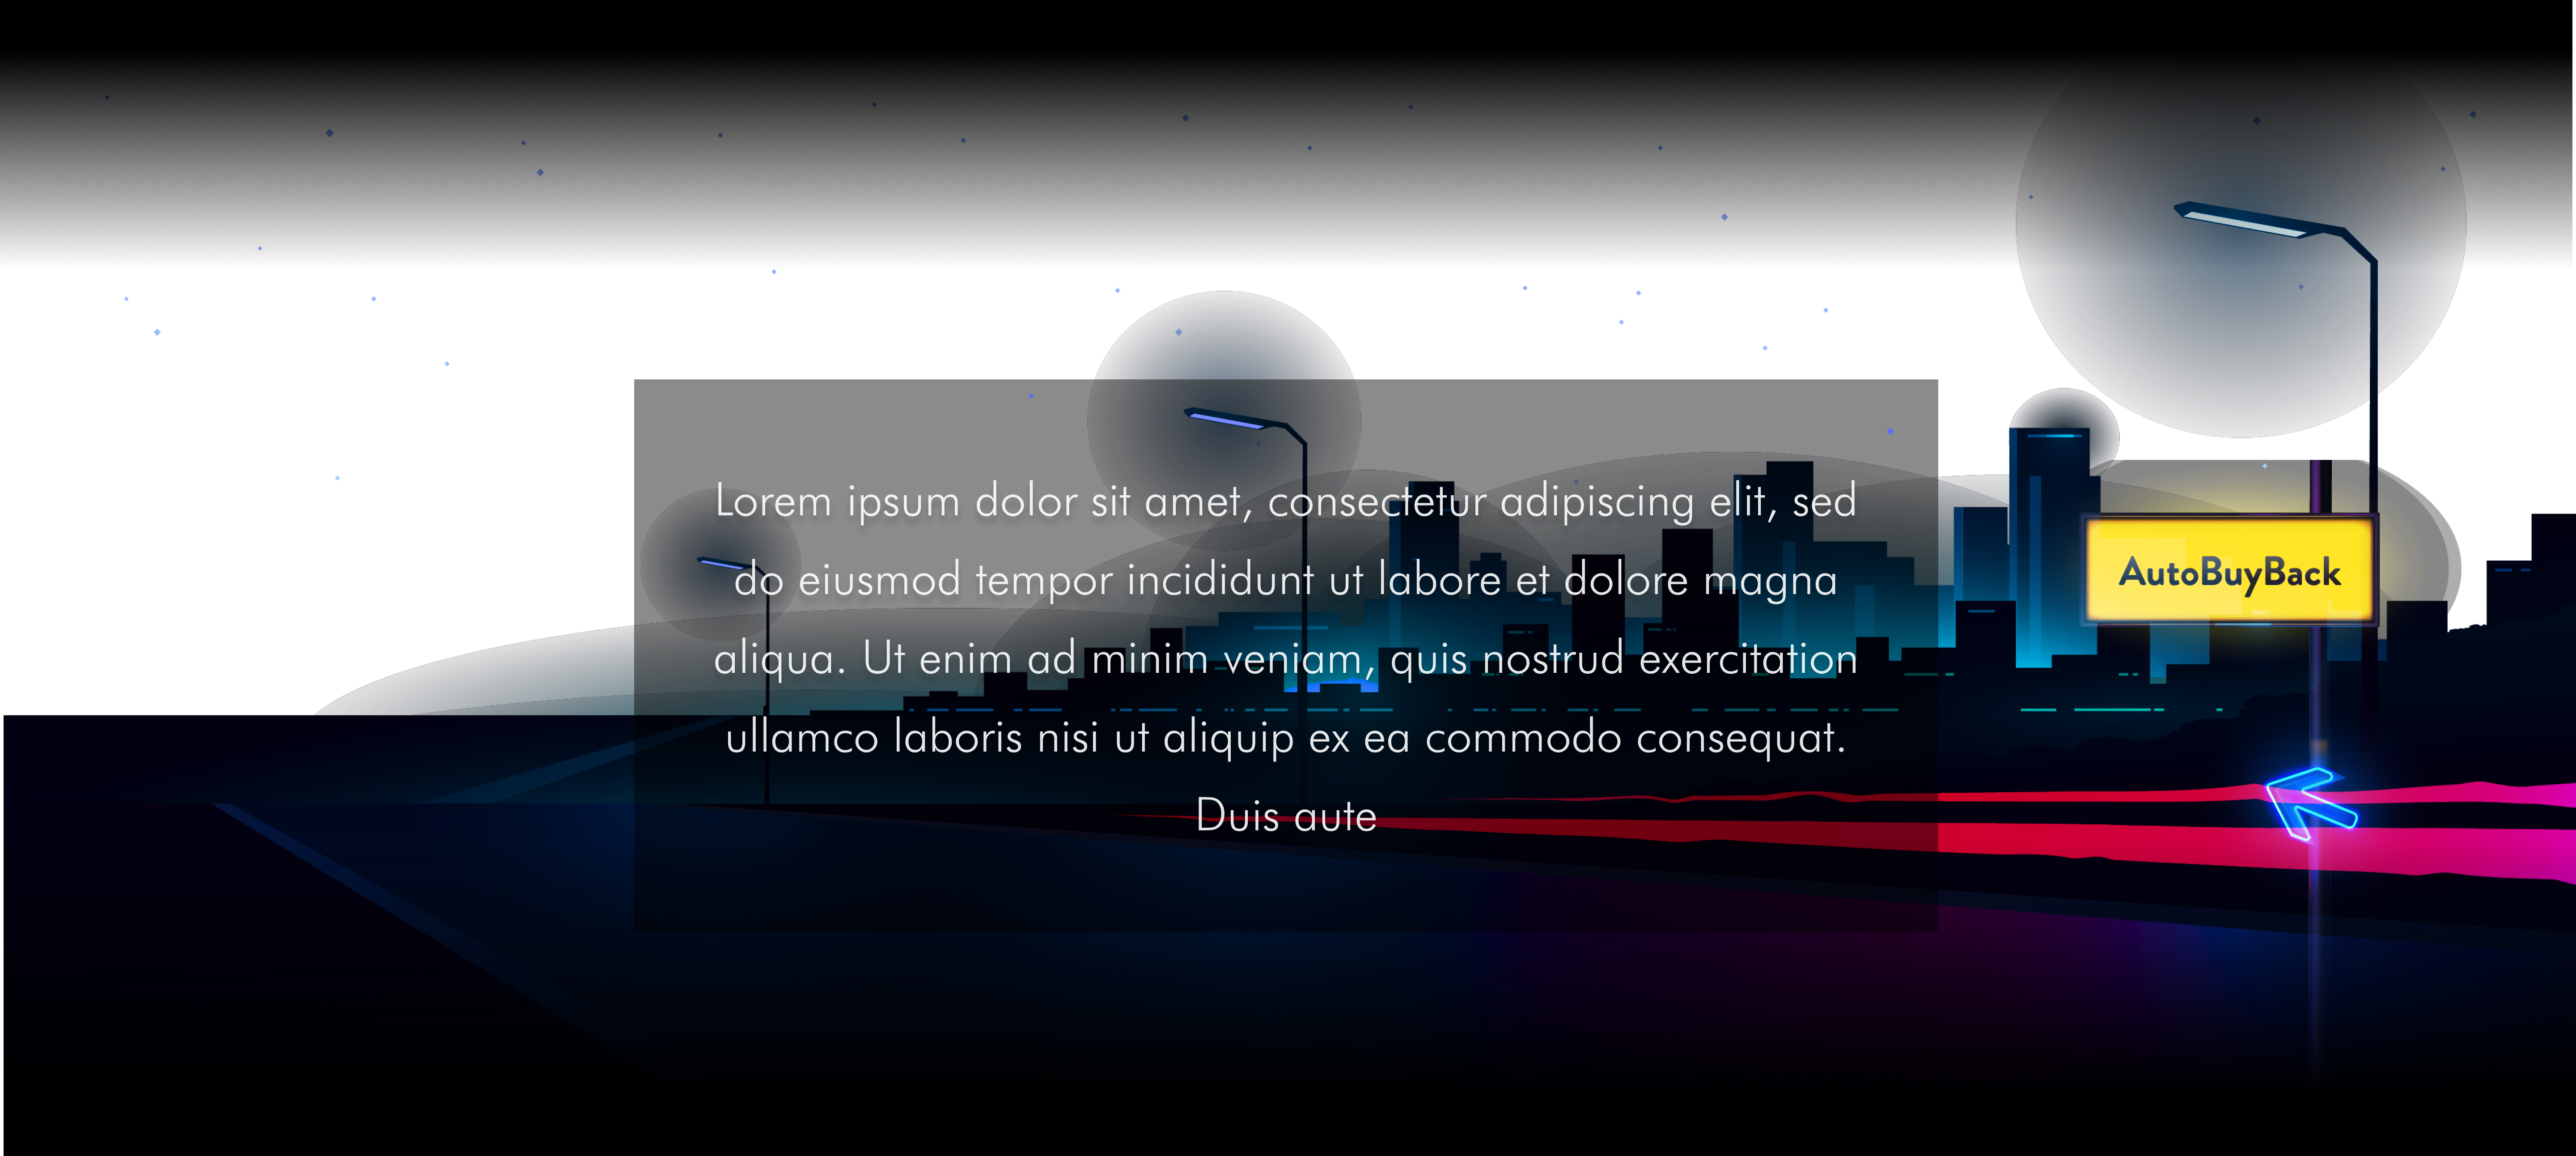 Lorem ipsum dolor sit amet, consectetur adipiscing elit, sed
do eiusmod tempor incididunt ut labore et dolore magna
aliqua. Ut enim ad minim veniam, quis nostrud exercitation
ullamco laboris nisi ut aliquip ex ea commodo consequat.
Duis aute
AutoBuyBack